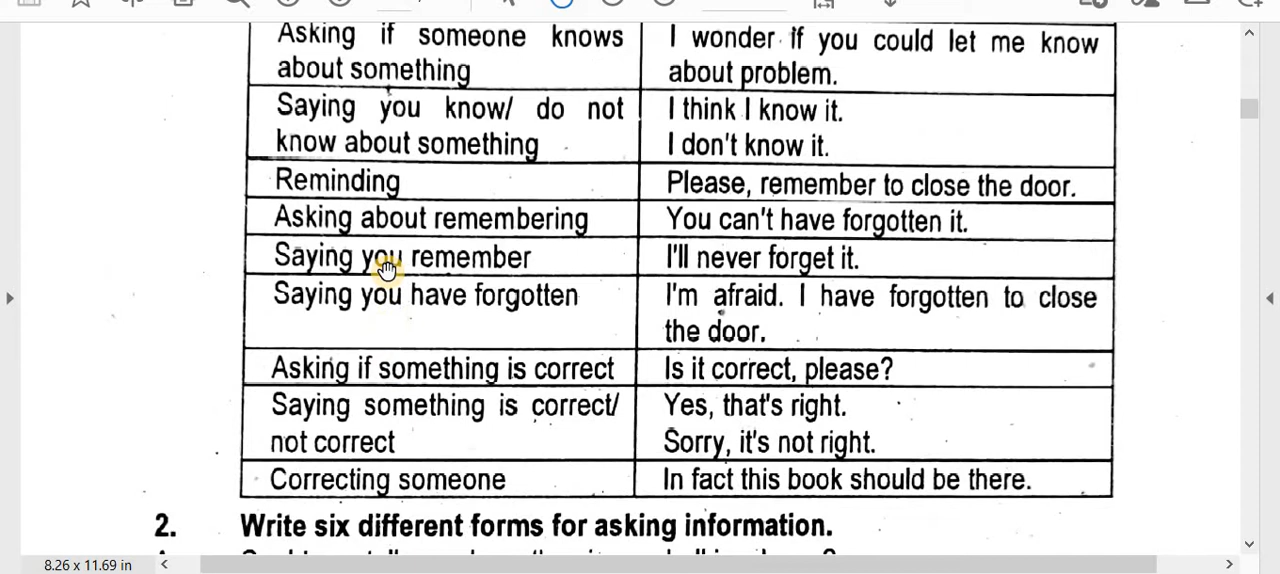 Asking if someone knows about something
I wonder if you could let me know about problem.
Saying you know/ do not know about something
I think I know it.
I don't know it.
Reminding
Please, remember to close the door.
Asking about remembering
You can't have forgotten it.
Saying you remember
I'll never forget it.
Saying you have forgotten
I'm afraid. I have forgotten to close the door.
Asking if something is correct
Is it correct, please?
Saying something is correct/ not correct
Yes, that's right.
Sorry, it's not right.
Correcting someone
In fact this book should be there.
2. Write six different forms for asking information.
8.26 x 11.69 in